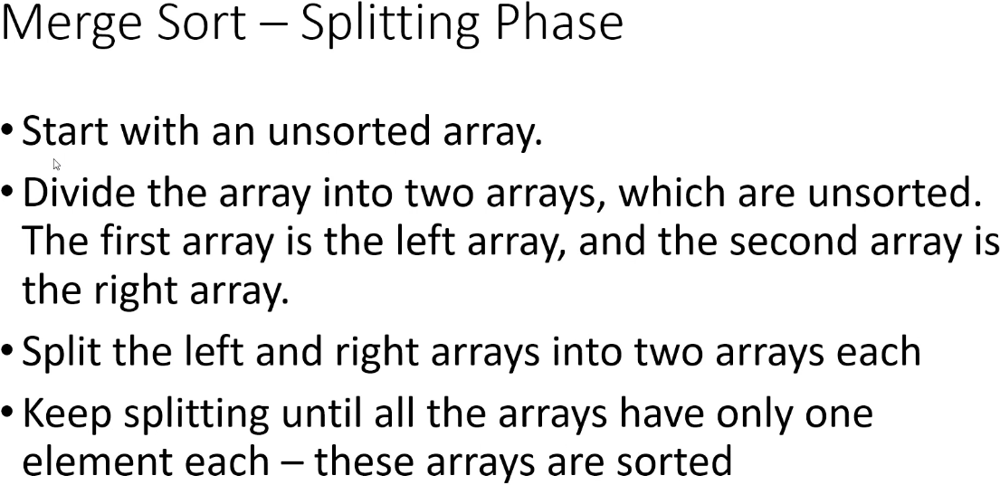 Merge Sort – Splitting Phase
• Start with an unsorted array.
• Divide the array into two arrays, which are unsorted.
The first array is the left array, and the second array is
the right array.
• Split the left and right arrays into two arrays each
• Keep splitting until all the arrays have only one
element each – these arrays are sorted